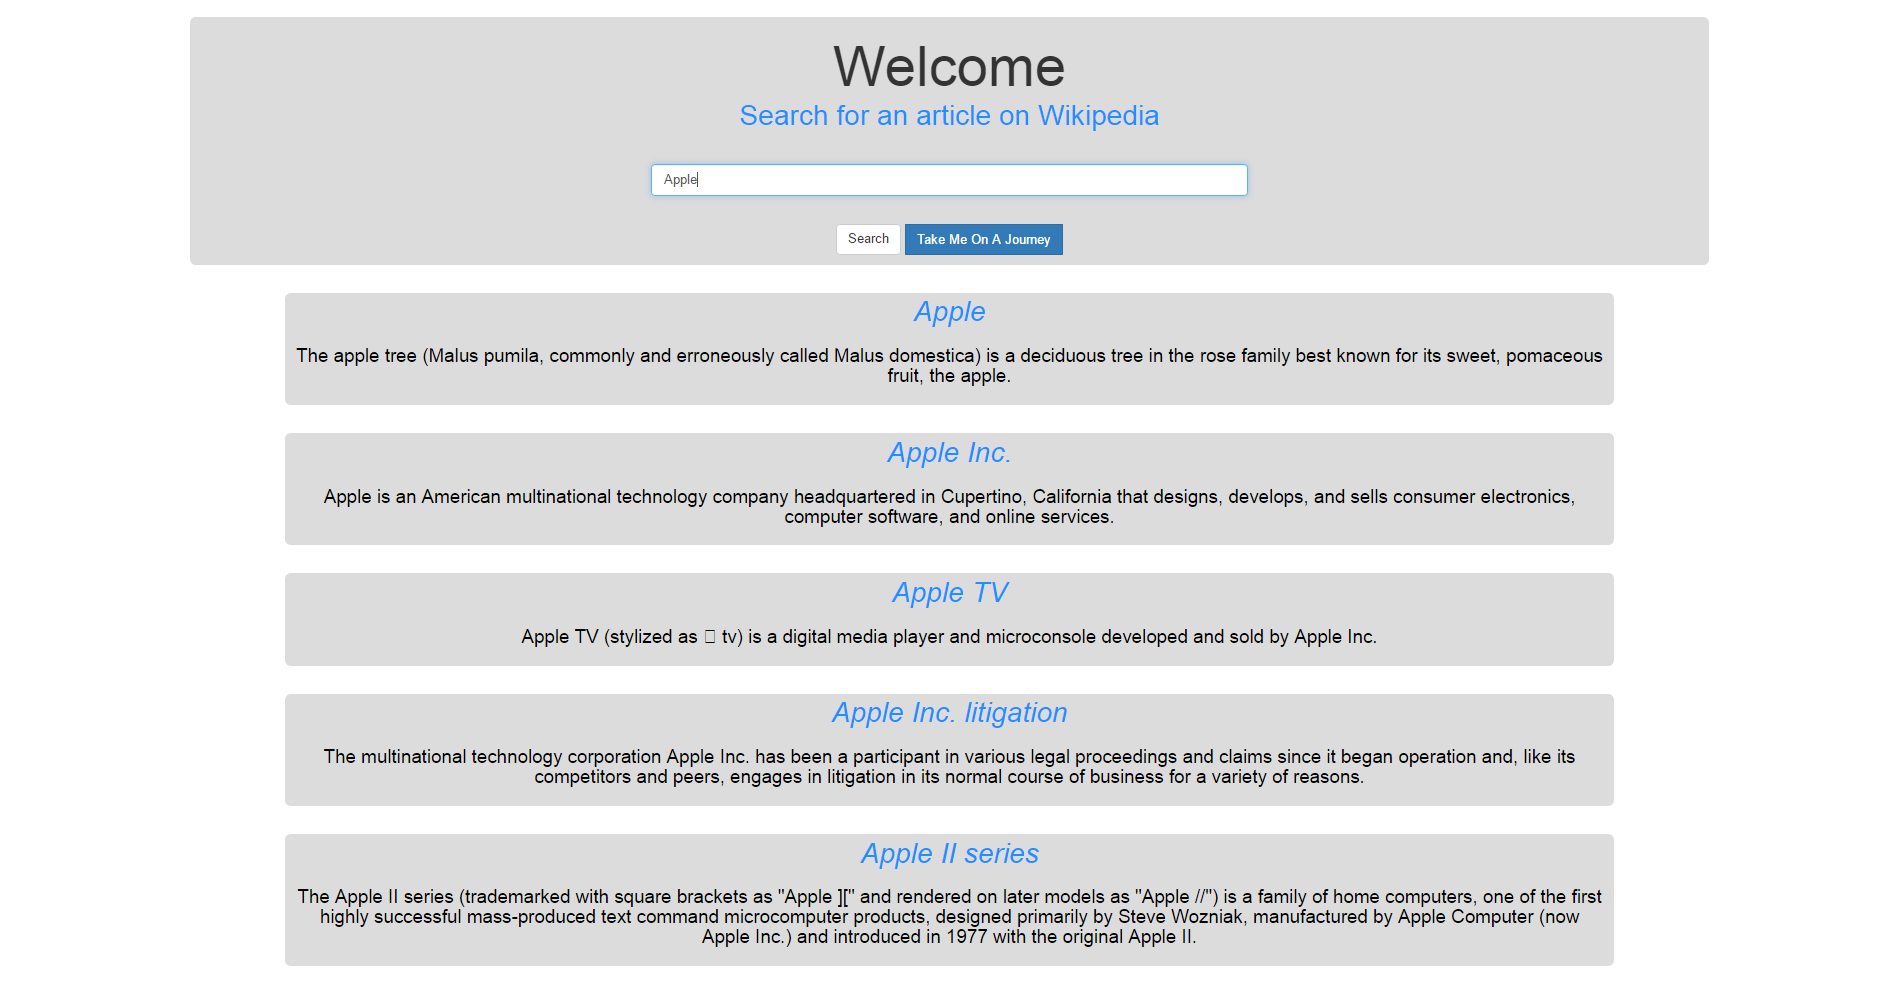 Welcome
Search for an article on Wikipedia
Apple
Search
Take Me On A Journey
Apple
The apple tree (Malus pumila, commonly and erroneously called Malus domestica) is a deciduous tree in the rose family best known for its sweet, pomaceous
fruit, the apple.
Apple Inc.
Apple is an American multinational technology company headquartered in Cupertino, California that designs, develops, and sells consumer electronics,
computer software, and online services.
Apple TV
Apple TV (stylized as  tv) is a digital media player and microconsole developed and sold by Apple Inc.
Apple Inc. litigation
The multinational technology corporation Apple Inc. has been a participant in various legal proceedings and claims since it began operation and, like its
competitors and peers, engages in litigation in its normal course of business for a variety of reasons.
Apple II series
The Apple II series (trademarked with square brackets as "Apple ][" and rendered on later models as "Apple //") is a family of home computers, one of the first
highly successful mass-produced text command microcomputer products, designed primarily by Steve Wozniak, manufactured by Apple Computer (now
Apple Inc.) and introduced in 1977 with the original Apple II.